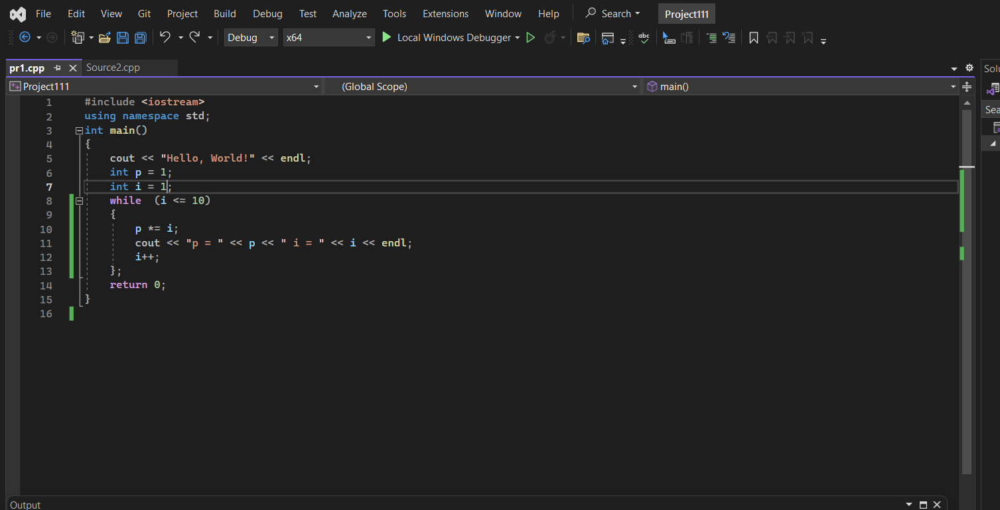 File Edit View Git Project Build Debug Test Analyze Tools Extensions Window Help Search Project111
Debug x64 Local Windows Debugger abc
pr1.cpp Source2.cpp
Project111 (Global Scope) main()
1 #include <iostream>
2 using namespace std;
3 int main()
4 {
5 cout << "Hello, World!" << endl;
6 int p = 1;
7 int i = 1;
8 while  (i <= 10)
9 {
10 p *= i;
11 cout << "p = " << p << " i = " << i << endl;
12 i++;
13 };
14 return 0;
15 }
16
Output
Solu
Sea